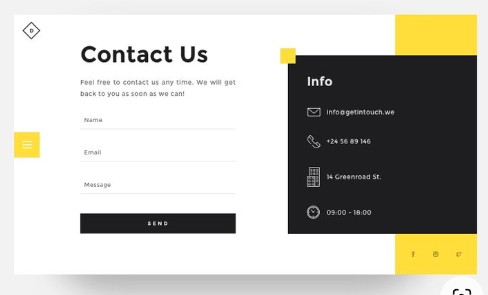 D
Contact Us
Feel free to contact us any time. We will get
back to you as soon as we can!
Name
Email
Message
SEND
Info
info@getintouch.we
+24 56 89 146
14 Greenroad St.
09:00 - 18:00